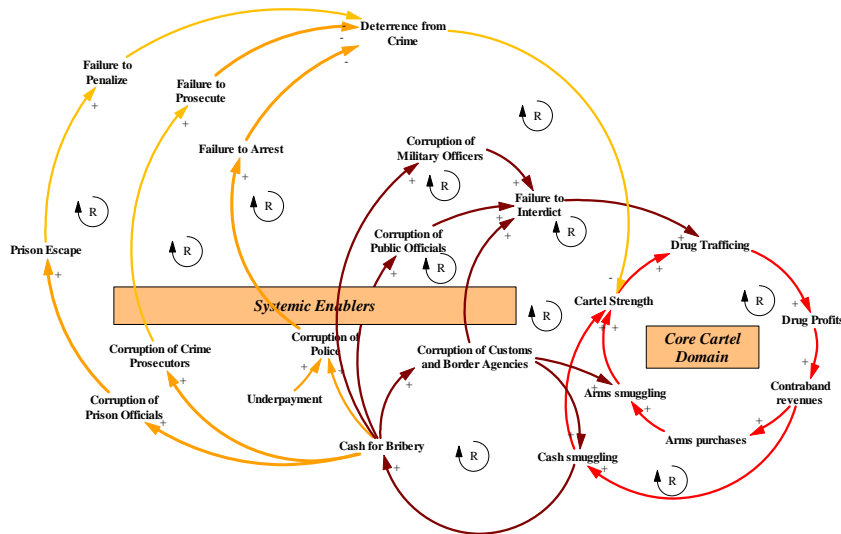 Deterrence from
Crime
-
-
-
Failure to
Penalize
+
Failure to
Prosecute
+
Failure to Arrest
+
R
Corruption of
Military Officers
+
R
R
R
R
Failure to
Interdict
+
+
+
R
Corruption of
Public Officials
+
R
Drug Trafficing
+
+
Prison Escape
+
R
Systemic Enablers
Cartel Strength
-
+
+
R
R
Drug Profits
+
Core Cartel
Domain
Corruption of Crime
Prosecutors
+
Corruption of
Police
+
+
Corruption of Customs
and Border Agencies
+
Underpayment
Arms smuggling
+
+
Contraband
revenues
+
Corruption of
Prison Officials
+
Arms purchases
+
Cash for Bribery
+
R
Cash smuggling
+
+
+
R